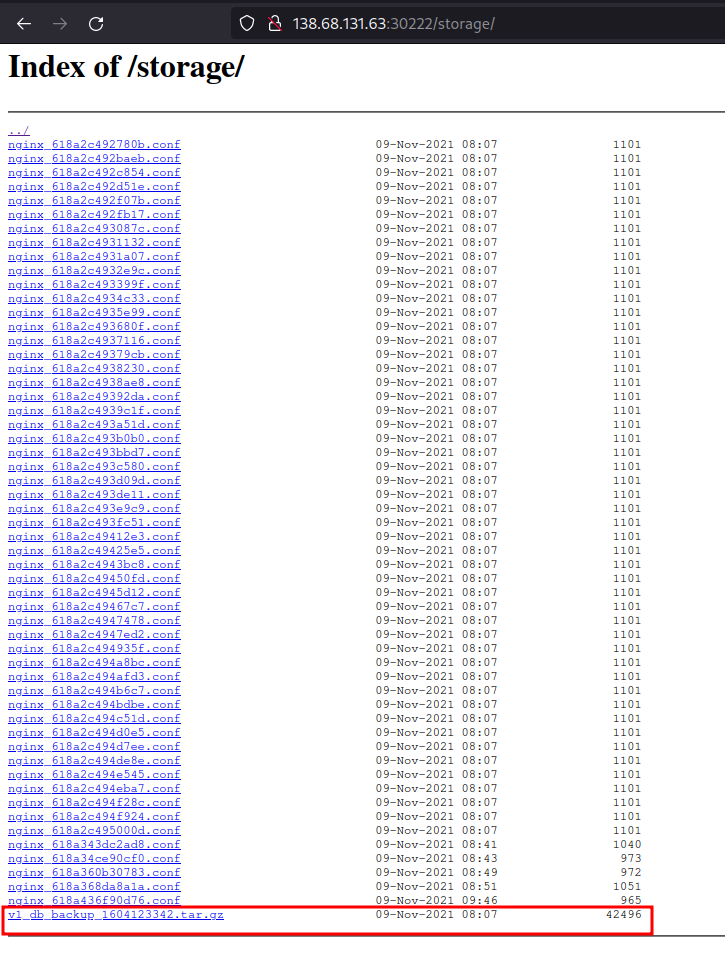 138.68.131.63:30222/storage/
Index of /storage/
../
nginx_618a2c492780b.conf 09-Nov-2021 08:07 1101
nginx_618a2c492baeb.conf 09-Nov-2021 08:07 1101
nginx_618a2c492c854.conf 09-Nov-2021 08:07 1101
nginx_618a2c492d51e.conf 09-Nov-2021 08:07 1101
nginx_618a2c492f07b.conf 09-Nov-2021 08:07 1101
nginx_618a2c492fb17.conf 09-Nov-2021 08:07 1101
nginx_618a2c493087c.conf 09-Nov-2021 08:07 1101
nginx_618a2c4931132.conf 09-Nov-2021 08:07 1101
nginx_618a2c4931a07.conf 09-Nov-2021 08:07 1101
nginx_618a2c4932e9c.conf 09-Nov-2021 08:07 1101
nginx_618a2c493399f.conf 09-Nov-2021 08:07 1101
nginx_618a2c4934c33.conf 09-Nov-2021 08:07 1101
nginx_618a2c4935e99.conf 09-Nov-2021 08:07 1101
nginx_618a2c493680f.conf 09-Nov-2021 08:07 1101
nginx_618a2c4937116.conf 09-Nov-2021 08:07 1101
nginx_618a2c49379cb.conf 09-Nov-2021 08:07 1101
nginx_618a2c4938230.conf 09-Nov-2021 08:07 1101
nginx_618a2c4938ae8.conf 09-Nov-2021 08:07 1101
nginx_618a2c49392da.conf 09-Nov-2021 08:07 1101
nginx_618a2c4939c1f.conf 09-Nov-2021 08:07 1101
nginx_618a2c493a51d.conf 09-Nov-2021 08:07 1101
nginx_618a2c493b0b0.conf 09-Nov-2021 08:07 1101
nginx_618a2c493bbd7.conf 09-Nov-2021 08:07 1101
nginx_618a2c493c580.conf 09-Nov-2021 08:07 1101
nginx_618a2c493d09d.conf 09-Nov-2021 08:07 1101
nginx_618a2c493de11.conf 09-Nov-2021 08:07 1101
nginx_618a2c493e9c9.conf 09-Nov-2021 08:07 1101
nginx_618a2c493fc51.conf 09-Nov-2021 08:07 1101
nginx_618a2c49412e3.conf 09-Nov-2021 08:07 1101
nginx_618a2c49425e5.conf 09-Nov-2021 08:07 1101
nginx_618a2c4943bc8.conf 09-Nov-2021 08:07 1101
nginx_618a2c49450fd.conf 09-Nov-2021 08:07 1101
nginx_618a2c4945d12.conf 09-Nov-2021 08:07 1101
nginx_618a2c49467c7.conf 09-Nov-2021 08:07 1101
nginx_618a2c4947478.conf 09-Nov-2021 08:07 1101
nginx_618a2c4947ed2.conf 09-Nov-2021 08:07 1101
nginx_618a2c494935f.conf 09-Nov-2021 08:07 1101
nginx_618a2c494a8bc.conf 09-Nov-2021 08:07 1101
nginx_618a2c494afd3.conf 09-Nov-2021 08:07 1101
nginx_618a2c494b6c7.conf 09-Nov-2021 08:07 1101
nginx_618a2c494bdbe.conf 09-Nov-2021 08:07 1101
nginx_618a2c494c51d.conf 09-Nov-2021 08:07 1101
nginx_618a2c494d0e5.conf 09-Nov-2021 08:07 1101
nginx_618a2c494d7ee.conf 09-Nov-2021 08:07 1101
nginx_618a2c494de8e.conf 09-Nov-2021 08:07 1101
nginx_618a2c494e545.conf 09-Nov-2021 08:07 1101
nginx_618a2c494eba7.conf 09-Nov-2021 08:07 1101
nginx_618a2c494f28c.conf 09-Nov-2021 08:07 1101
nginx_618a2c494f924.conf 09-Nov-2021 08:07 1101
nginx_618a2c495000d.conf 09-Nov-2021 08:07 1101
nginx_618a343dc2ad8.conf 09-Nov-2021 08:41 1040
nginx_618a34ce90cf0.conf 09-Nov-2021 08:43 973
nginx_618a360b30783.conf 09-Nov-2021 08:49 972
nginx_618a368da8a1a.conf 09-Nov-2021 08:51 1051
nginx_618a436f90d76.conf 09-Nov-2021 09:46 965
v1_db_backup_1604123342.tar.gz 09-Nov-2021 08:07 42496